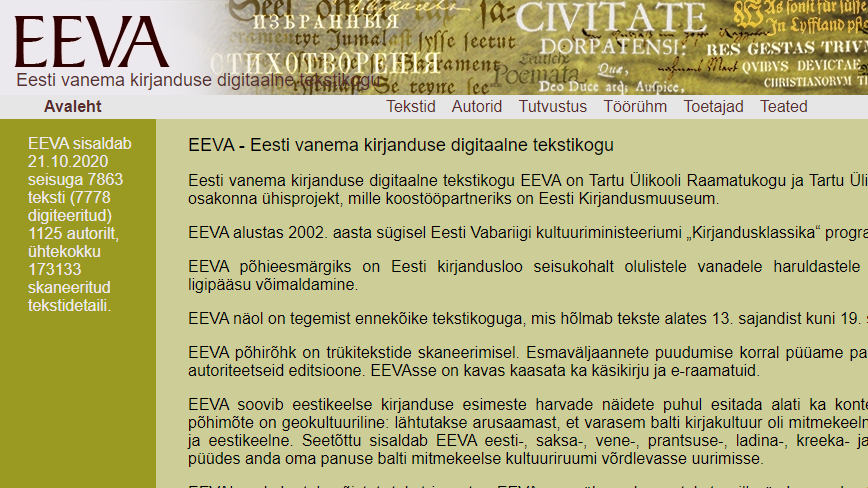 ИЗБРАННЫЯ
СТИХОТВОРЕНІЯ
CIVITATE
DORPATENSI:
Quæ,
Deo Duce atq; Auspice,
Deutsche
Poemata
RES GESTAS TRIV
QVIBVS DEVICTAE
CHRISTIANORVM T
EEVA
Eesti vanema kirjanduse digitaalne tekstikogu
Avaleht Tekstid Autorid Tutvustus Töörühm Toetajad Teated
EEVA sisaldab
21.10.2020
seisuga 7863
teksti (7778
digiteeritud)
1125 autorilt,
ühtekokku
173133
skaneeritud
tekstidetaili.
EEVA - Eesti vanema kirjanduse digitaalne tekstikogu
Eesti vanema kirjanduse digitaalne tekstikogu EEVA on Tartu Ülikooli Raamatukogu ja Tartu Üli
osakonna ühisprojekt, mille koostööpartneriks on Eesti Kirjandusmuuseum.
EEVA alustas 2002. aasta sügisel Eesti Vabariigi kultuuriministeeriumi „Kirjandusklassika“ progra
EEVA põhieesmärgiks on Eesti kirjandusloo seisukohalt olulistele vanadele haruldastele
ligipääsu võimaldamine.
EEVA näol on tegemist ennekõike tekstikoguga, mis hõlmab tekste alates 13. sajandist kuni 19.
EEVA põhirõhk on trükitekstide skaneerimisel. Esmaväljaannete puudumise korral püüame pa
autoriteetseid editsioone. EEVAsse on kavas kaasata ka käsikirju ja e-raamatuid.
EEVA soovib eestikeelse kirjanduse esimeste harvade näidete puhul esitada alati ka konte
põhimõte on geokultuuriline: lähtutakse arusaamast, et varasem balti kirjakultuur oli mitmekeeln
ja eestikeelne. Seetõttu sisaldab EEVA eesti-, saksa-, vene-, prantsuse-, ladina-, kreeka- ja
püüdes anda oma panuse balti mitmekeelse kultuuriruumi võrdlevasse uurimisse.